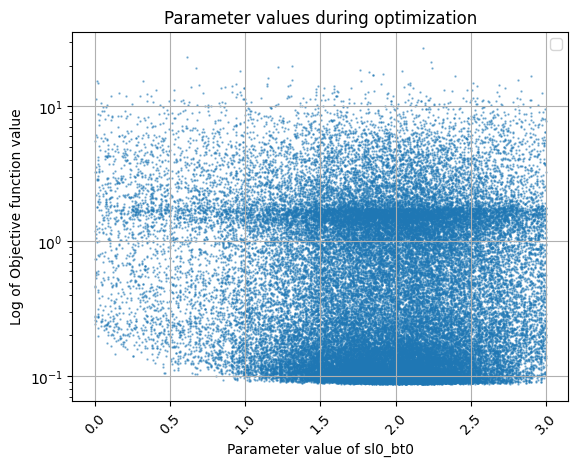 Parameter values during optimization
Log of Objective function value
10¹
10⁰
10⁻¹
0.0 0.5 1.0 1.5 2.0 2.5 3.0
Parameter value of sl0_bt0